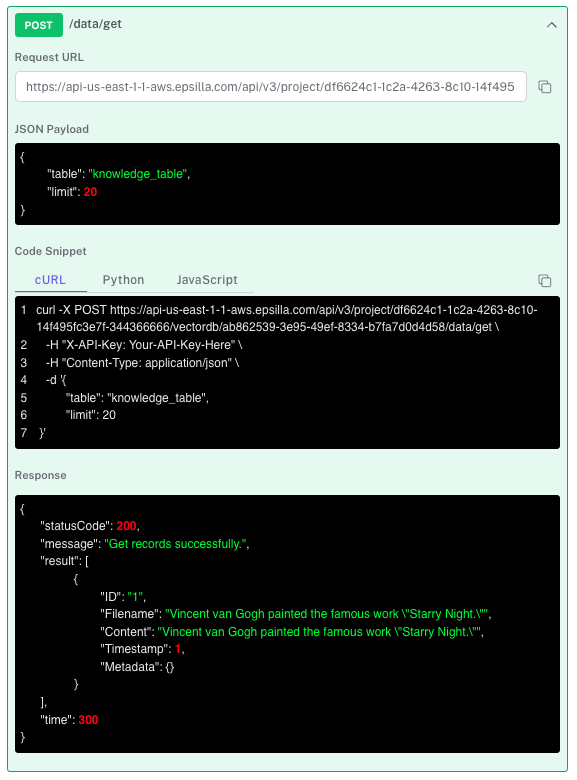 POST /data/get
Request URL
https://api-us-east-1-1-aws.epsilla.com/api/v3/project/df6624c1-1c2a-4263-8c10-14f495
JSON Payload
{
"table": "knowledge_table",
"limit": 20
}
Code Snippet
cURL Python JavaScript
1 curl -X POST https://api-us-east-1-1-aws.epsilla.com/api/v3/project/df6624c1-1c2a-4263-8c10-
14f495fc3e7f-344366666/vectordb/ab862539-3e95-49ef-8334-b7fa7d0d4d58/data/get \
2 -H "X-API-Key: Your-API-Key-Here" \
3 -H "Content-Type: application/json" \
4 -d '{
5 "table": "knowledge_table",
6 "limit": 20
7 }'
Response
{
"statusCode": 200,
"message": "Get records successfully.",
"result": [
{
"ID": "1",
"Filename": "Vincent van Gogh painted the famous work \"Starry Night.\"",
"Content": "Vincent van Gogh painted the famous work \"Starry Night.\"",
"Timestamp": 1,
"Metadata": {}
}
],
"time": 300
}